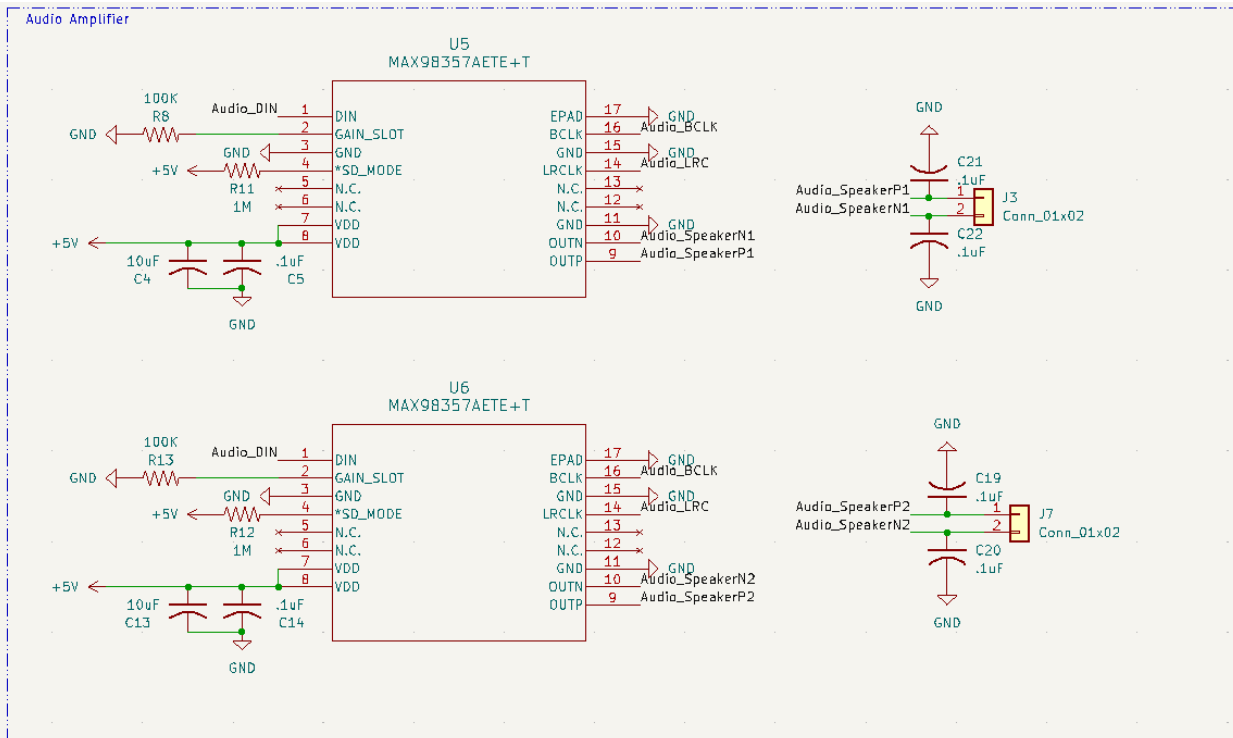 Audio Amplifier
U5
MAX98357AETE+T
100K
R8
GND
Audio_DIN
1 DIN
2 GAIN_SLOT
GND
3 GND
+5V
4 *SD_MODE
R11
1M
5 N.C.
6 N.C.
7 VDD
+5V
8 VDD
10uF
C4
.1uF
C5
GND
EPAD 17 GND
BCLK 16 Audio_BCLK
GND 15 GND
LRCLK 14 Audio_LRC
N.C. 13
N.C. 12
GND 11 GND
OUTN 10 Audio_SpeakerN1
OUTP 9 Audio_SpeakerP1
GND
C21
.1uF
Audio_SpeakerP1 1
Audio_SpeakerN1 2
J3
Conn_01x02
C22
.1uF
GND
U6
MAX98357AETE+T
100K
R13
GND
Audio_DIN
1 DIN
2 GAIN_SLOT
GND
3 GND
+5V
4 *SD_MODE
R12
1M
5 N.C.
6 N.C.
7 VDD
+5V
8 VDD
10uF
C13
.1uF
C14
GND
EPAD 17 GND
BCLK 16 Audio_BCLK
GND 15 GND
LRCLK 14 Audio_LRC
N.C. 13
N.C. 12
GND 11 GND
OUTN 10 Audio_SpeakerN2
OUTP 9 Audio_SpeakerP2
GND
C19
.1uF
Audio_SpeakerP2 1
Audio_SpeakerN2 2
J7
Conn_01x02
C20
.1uF
GND